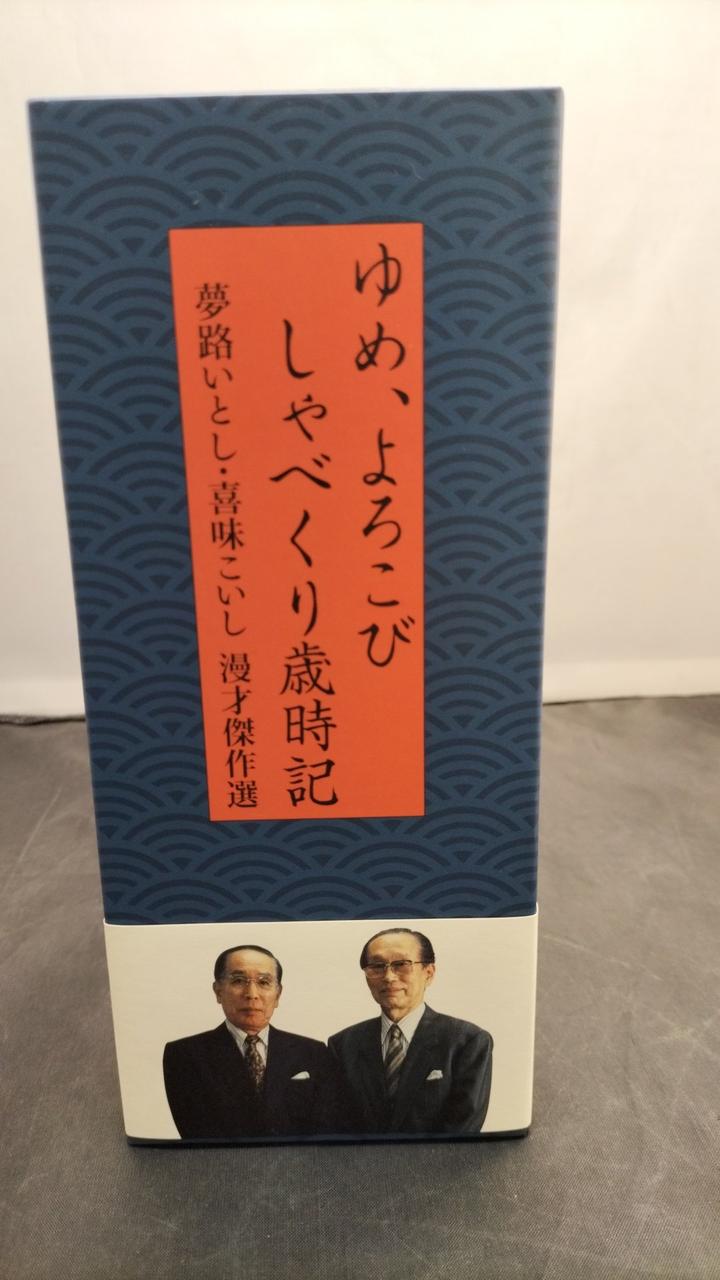 ゆめ、よろこび
しゃべくり歳時記
夢路いとし・喜味こいし 漫才傑作選